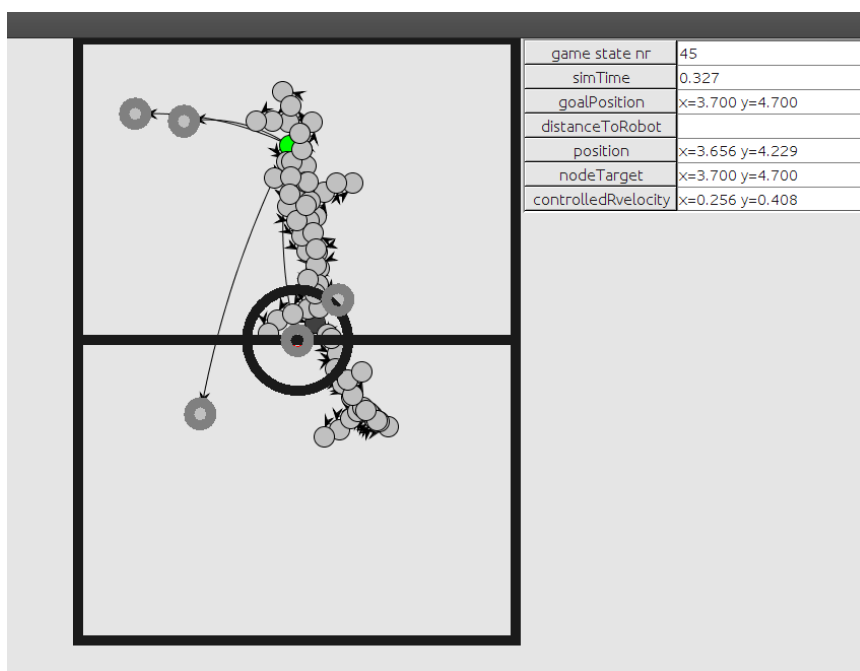 game state nr 45
simTime 0.327
goalPosition x=3.700 y=4.700
distanceToRobot
position x=3.656 y=4.229
nodeTarget x=3.700 y=4.700
controlledRvelocity x=0.256 y=0.408